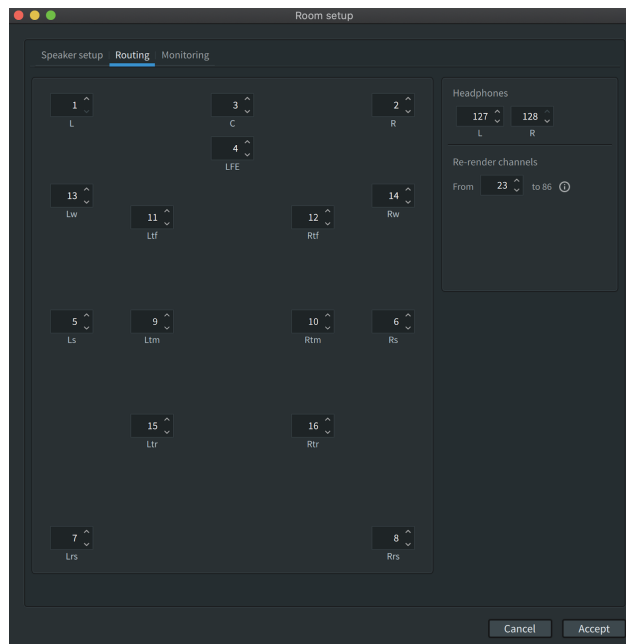 Room setup
Speaker setup Routing Monitoring
1 3 2
L C R
4
LFE
13 14
Lw Rw
11 12
Ltf Rtf
5 9 10 6
Ls Ltm Rtm Rs
15 16
Ltr Rtr
7 8
Lrs Rrs
Headphones
127 128
L R
Re-render channels
From 23 to 86
Cancel Accept